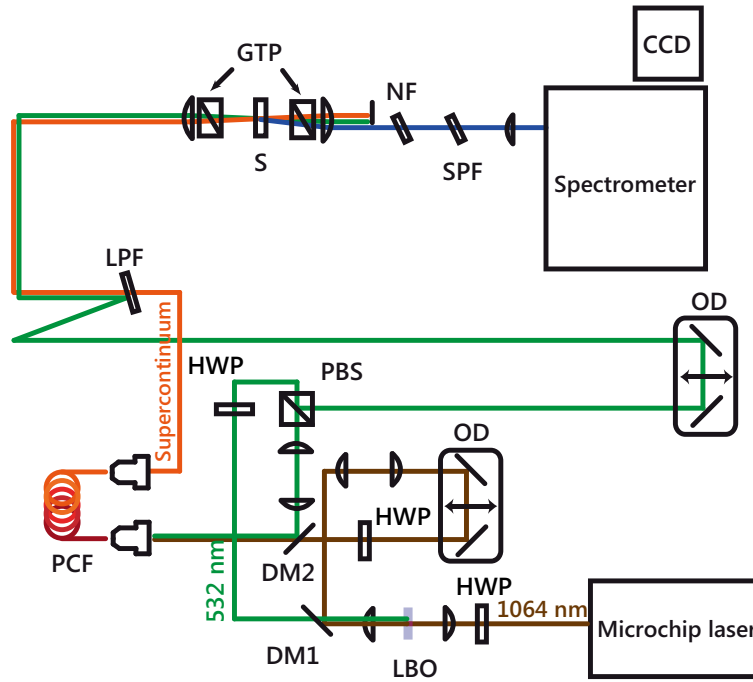 CCD
GTP
NF
S
SPF
Spectrometer
LPF
OD
Supercontinuum
HWP
PBS
OD
HWP
PCF
DM2
532 nm
HWP
1064 nm
DM1
LBO
Microchip laser